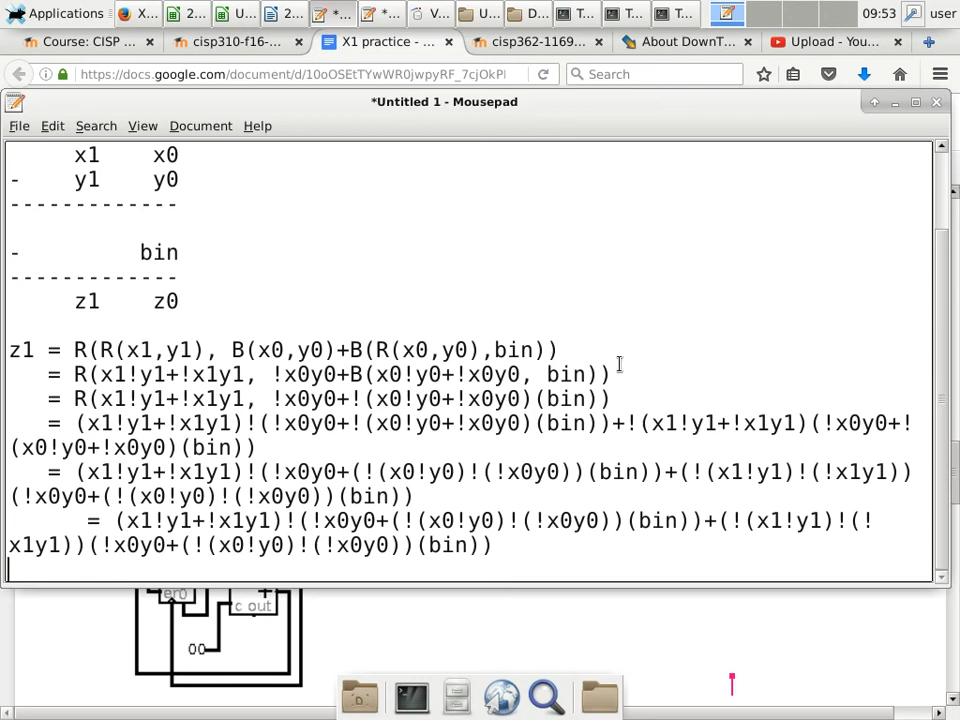 Applications
X...
2...
U...
2...
*...
*...
V...
U...
D...
T...
T...
T...
09:53
user
Course: CISP ...
cisp310-f16-...
X1 practice - ...
cisp362-1169...
About DownT...
Upload - You...
https://docs.google.com/document/d/10oOSEtTYwWR0jwpyRF_7cjOkPl
Search
*Untitled 1 - Mousepad
File Edit Search View Document Help
x1 x0
- y1 y0
-------------
- bin
-------------
z1 z0
z1 = R(R(x1,y1), B(x0,y0)+B(R(x0,y0),bin))
= R(x1!y1+!x1y1, !x0y0+B(x0!y0+!x0y0, bin))
= R(x1!y1+!x1y1, !x0y0+!(x0!y0+!x0y0)(bin))
= (x1!y1+!x1y1)!(!x0y0+!(x0!y0+!x0y0)(bin))+!(x1!y1+!x1y1)(!x0y0+!
(x0!y0+!x0y0)(bin))
= (x1!y1+!x1y1)!(!x0y0+(!(x0!y0)!(!x0y0))(bin))+(!(x1!y1)!(!x1y1))
(!x0y0+(!(x0!y0)!(!x0y0))(bin))
= (x1!y1+!x1y1)!(!x0y0+(!(x0!y0)!(!x0y0))(bin))+(!(x1!y1)!(!
x1y1))(!x0y0+(!(x0!y0)!(!x0y0))(bin))
er0
+
c out
00